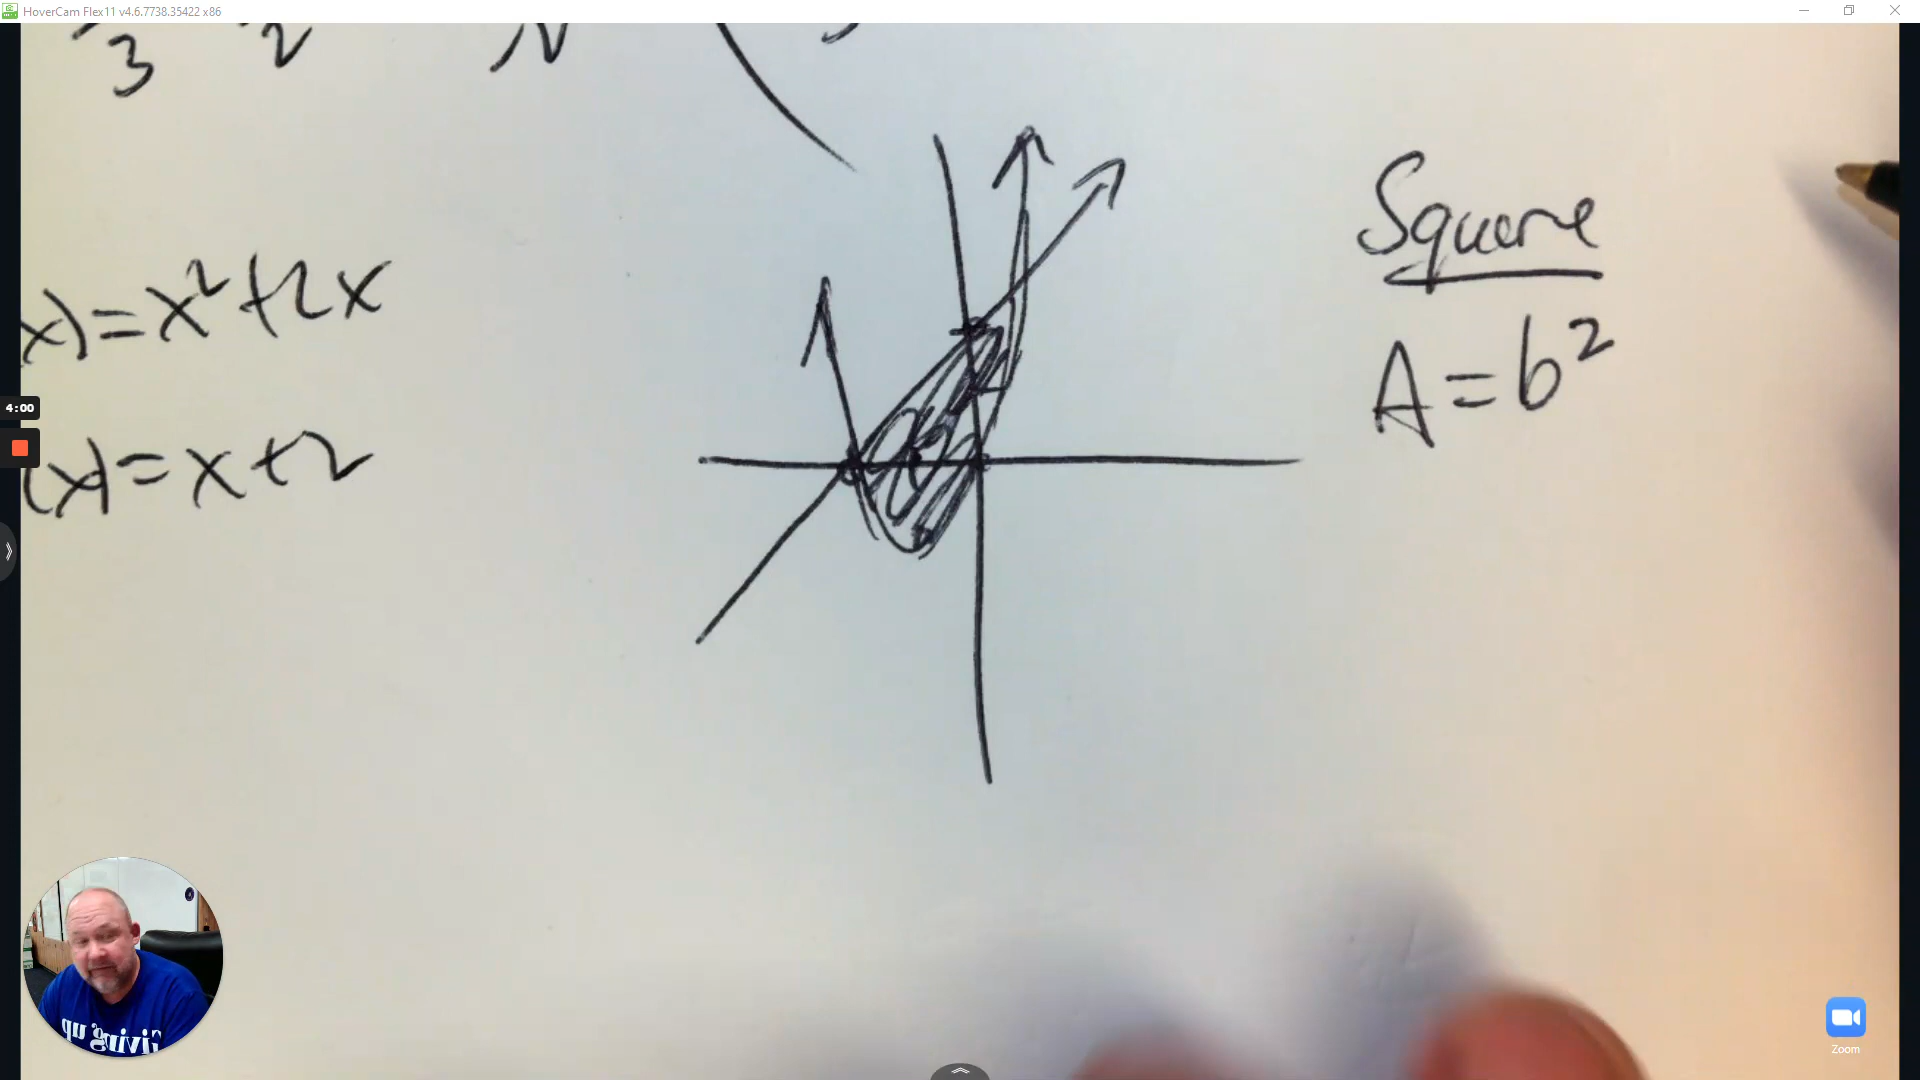 HoverCam Flex11 v4.6.7738.35422 x86
3 2
x)=x²+2x
(x)=x+2
Square
A=b²
4:00
Zoom